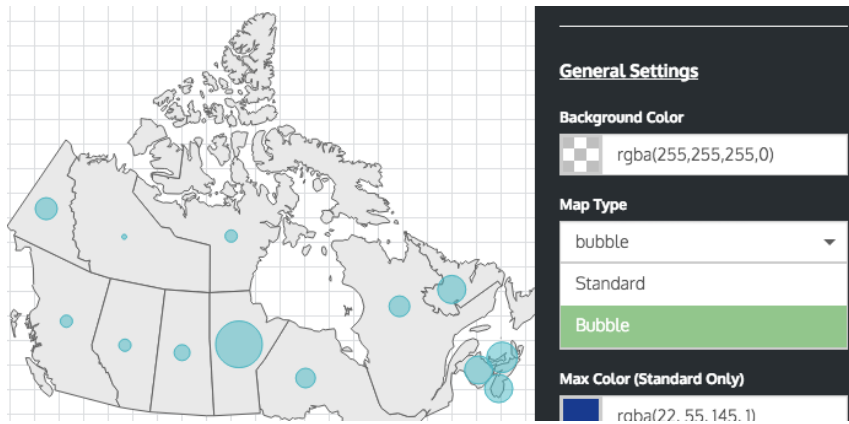 General Settings
Background Color
rgba(255,255,255,0)
Map Type
bubble
Standard
Bubble
Max Color (Standard Only)
rgba(22, 55, 145, 1)